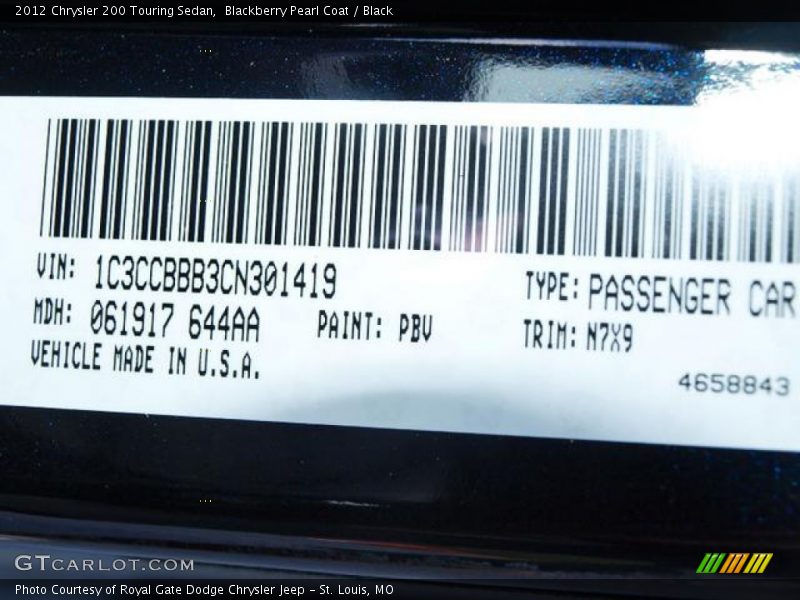 2012 Chrysler 200 Touring Sedan,  Blackberry Pearl Coat / Black
VIN: 1C3CCBBB3CN301419 TYPE: PASSENGER CAR
MDH: 061917 644AA PAINT: PBV TRIM: N7X9
VEHICLE MADE IN U.S.A.
4658843
GTCARLOT.COM
Photo Courtesy of Royal Gate Dodge Chrysler Jeep - St. Louis, MO